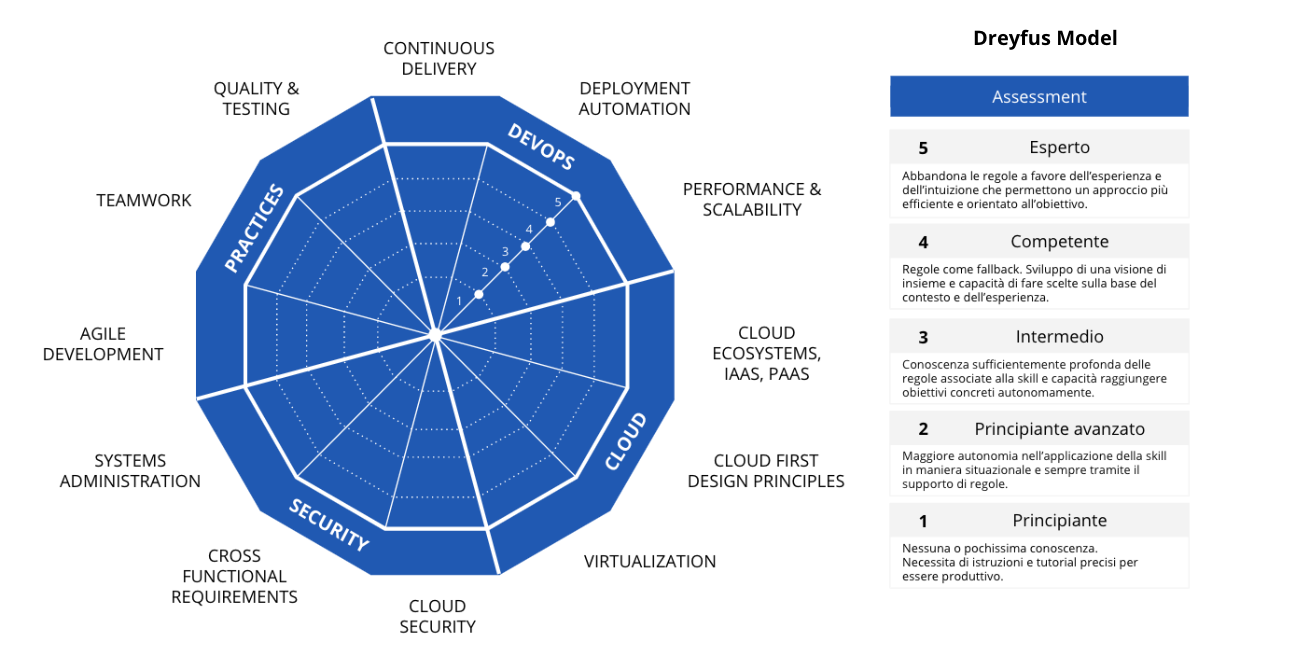 CONTINUOUS
DELIVERY
QUALITY &
TESTING
DEPLOYMENT
AUTOMATION
DEVOPS
PERFORMANCE &
SCALABILITY
TEAMWORK
PRACTICES
5
4
3
2
1
AGILE
DEVELOPMENT
CLOUD
ECOSYSTEMS,
IAAS, PAAS
CLOUD
SYSTEMS
ADMINISTRATION
CLOUD FIRST
DESIGN PRINCIPLES
SECURITY
CROSS
FUNCTIONAL
REQUIREMENTS
VIRTUALIZATION
CLOUD
SECURITY
Dreyfus Model
Assessment
5 Esperto
Abbandona le regole a favore dell’esperienza e
dell’intuizione che permettono un approccio più
efficiente e orientato all’obiettivo.
4 Competente
Regole come fallback. Sviluppo di una visione di
insieme e capacità di fare scelte sulla base del
contesto e dell’esperienza.
3 Intermedio
Conoscenza sufficientemente profonda delle
regole associate alla skill e capacità raggiungere
obiettivi concreti autonomamente.
2 Principiante avanzato
Maggiore autonomia nell’applicazione della skill
in maniera situazionale e sempre tramite il
supporto di regole.
1 Principiante
Nessuna o pochissima conoscenza.
Necessita di istruzioni e tutorial precisi per
essere produttivo.